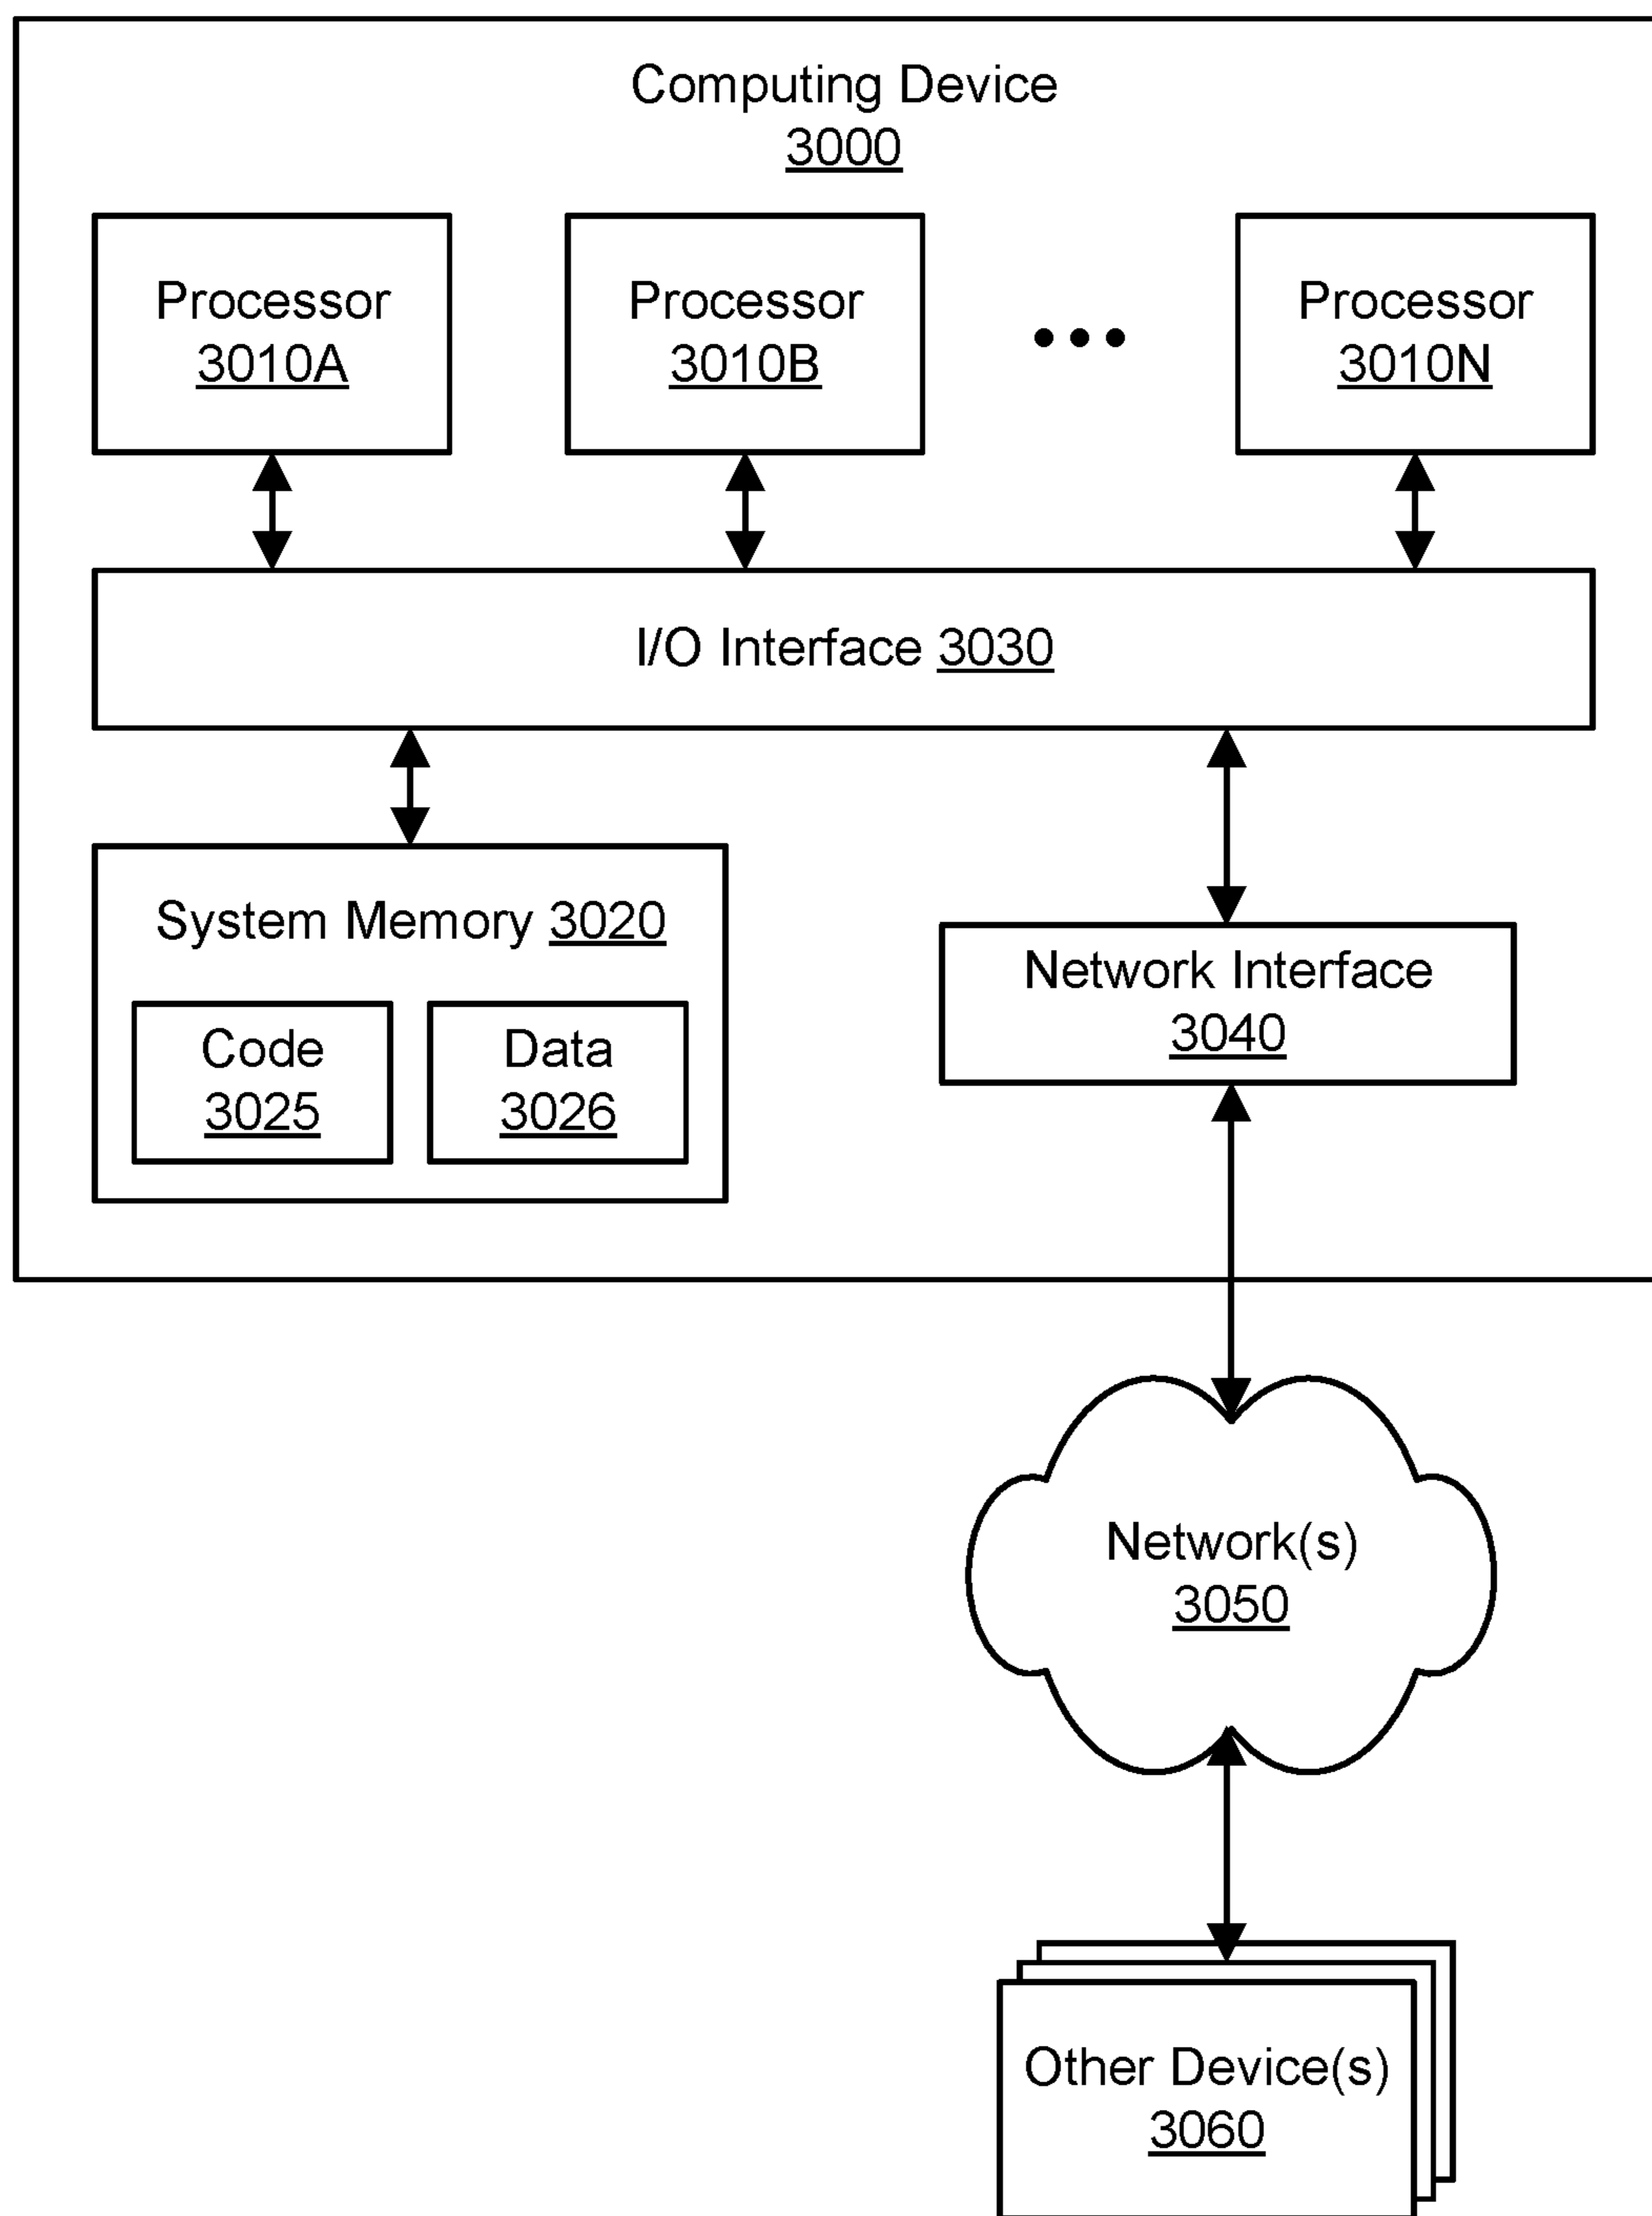 Computing Device
3000
Processor
3010A
Processor
3010B
Processor
3010N
I/O Interface 3030
System Memory 3020
Code
3025
Data
3026
Network Interface
3040
Network(s)
3050
Other Device(s)
3060